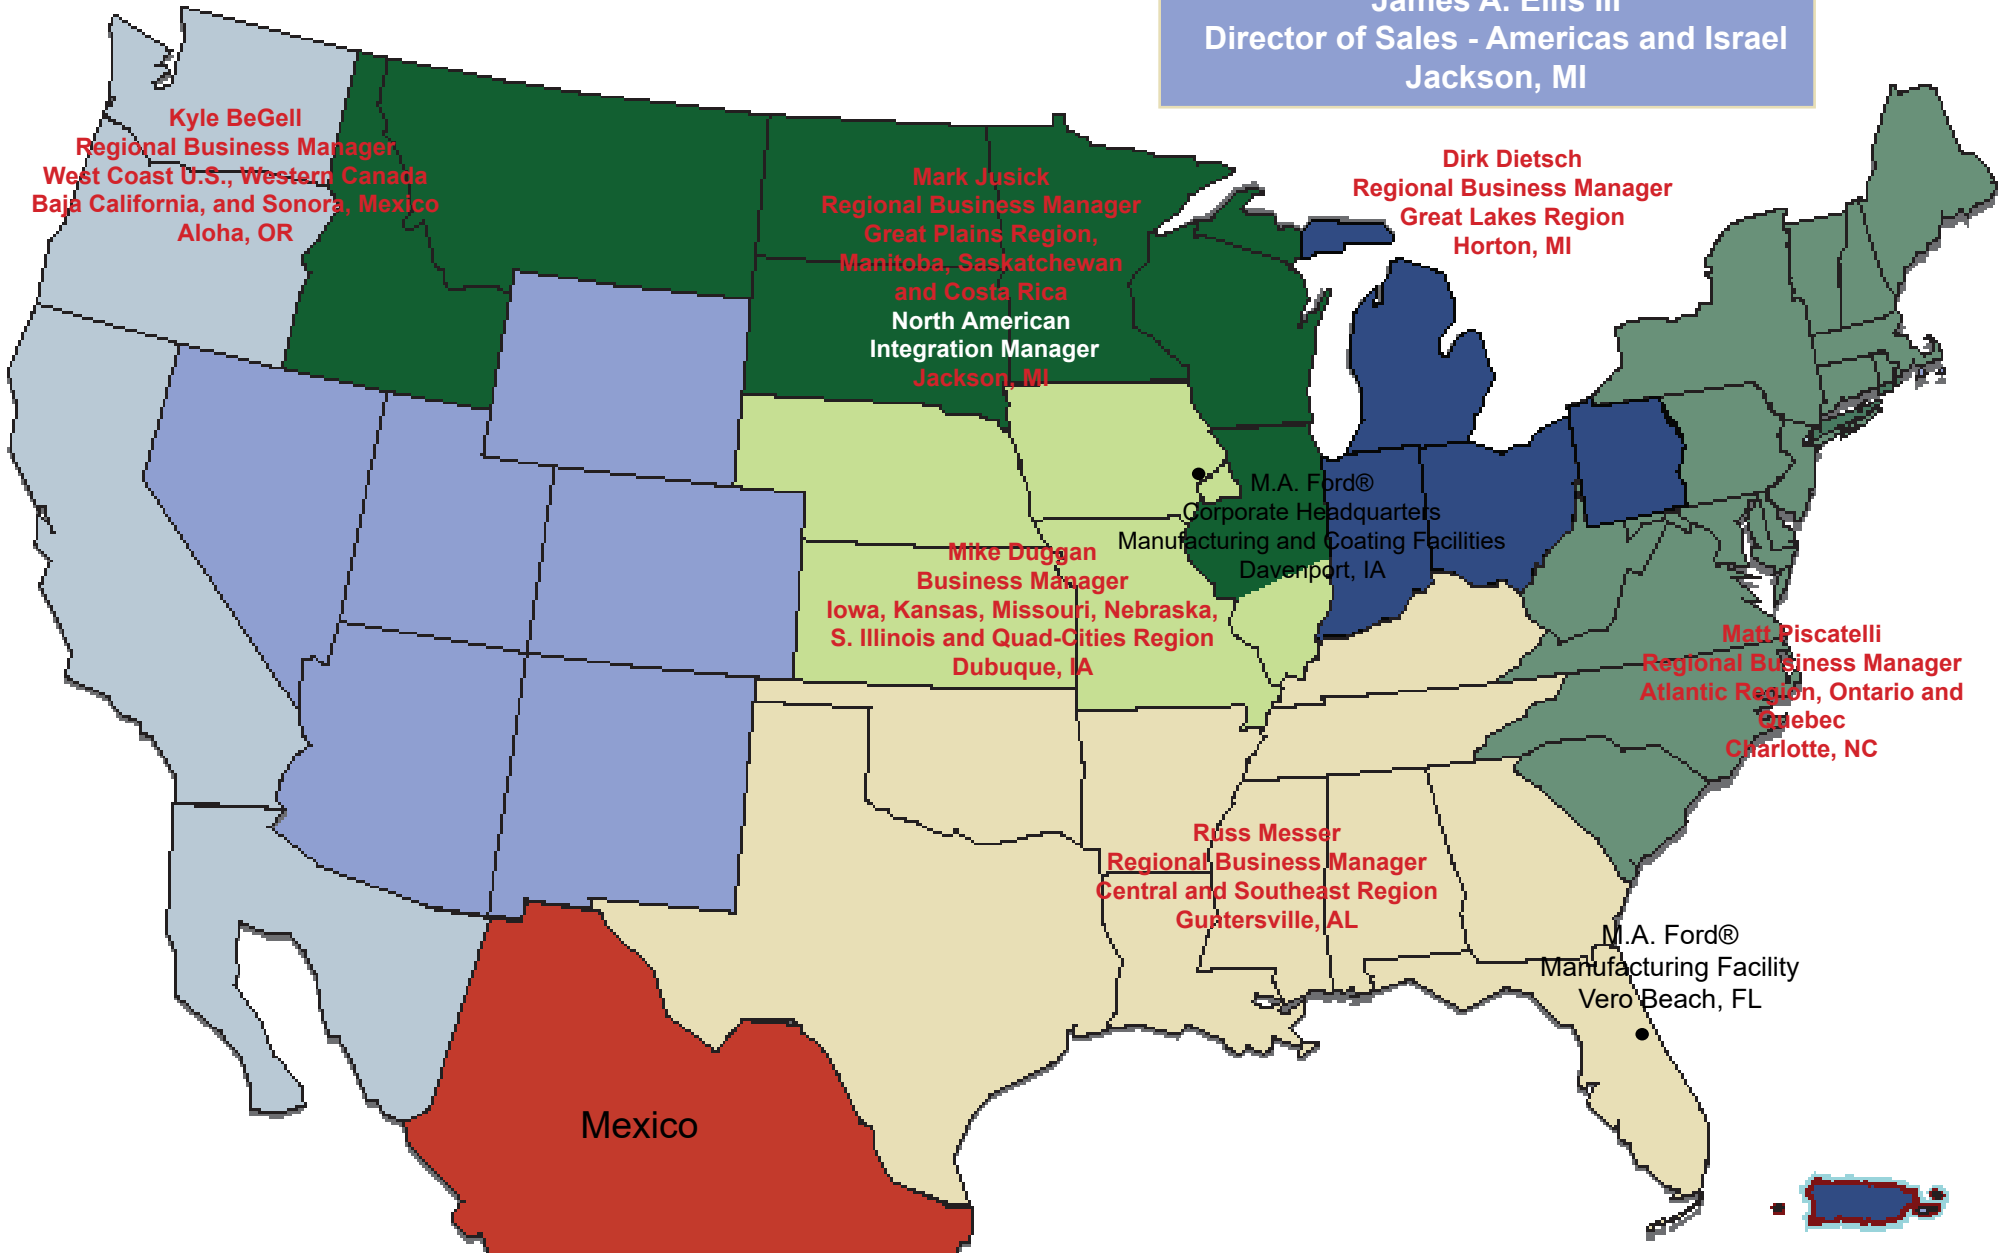 James A. Ellis III
Director of Sales - Americas and Israel
Jackson, MI
Kyle BeGell
Regional Business Manager
West Coast U.S., Western Canada
Baja California, and Sonora, Mexico
Aloha, OR
Mark Jusick
Regional Business Manager
Great Plains Region,
Manitoba, Saskatchewan
and Costa Rica
North American
Integration Manager
Jackson, MI
Dirk Dietsch
Regional Business Manager
Great Lakes Region
Horton, MI
M.A. Ford®
Corporate Headquarters
Manufacturing and Coating Facilities
Davenport, IA
Mike Duggan
Business Manager
Iowa, Kansas, Missouri, Nebraska,
S. Illinois and Quad-Cities Region
Dubuque, IA
Matt Piscatelli
Regional Business Manager
Atlantic Region, Ontario and
Quebec
Charlotte, NC
Russ Messer
Regional Business Manager
Central and Southeast Region
Guntersville, AL
M.A. Ford®
Manufacturing Facility
Vero Beach, FL
Mexico